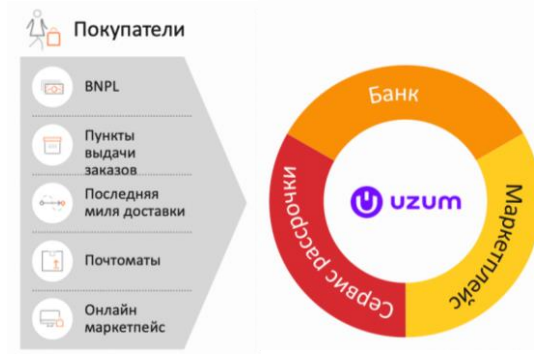 Покупатели
BNPL
Пункты
выдачи
заказов
Последняя
миля доставки
Почтоматы
Онлайн
маркетпейс
Банк
Маркетплейс
Сервис рассрочки
uzum